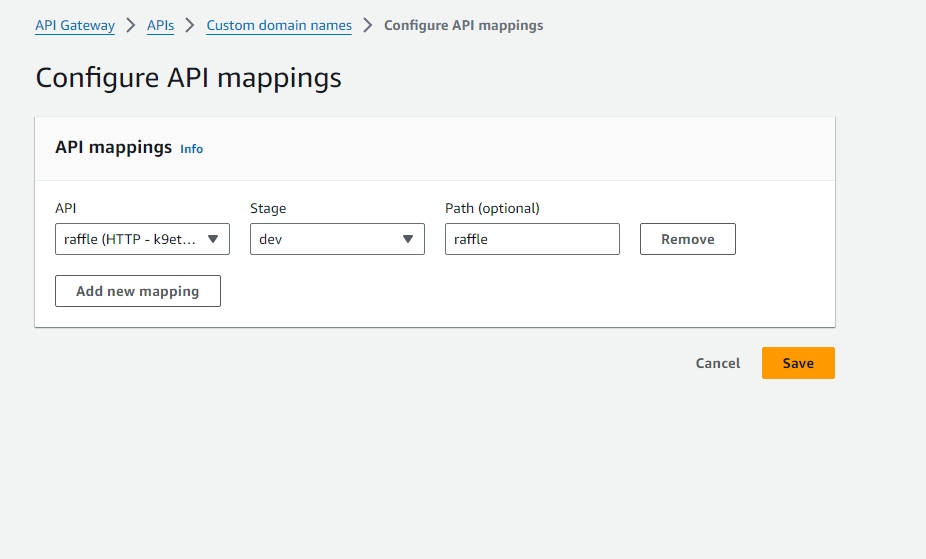 API Gateway > APIs > Custom domain names > Configure API mappings
Configure API mappings
API mappings Info
API Stage Path (optional)
raffle (HTTP - k9et... dev raffle Remove
Add new mapping
Cancel Save